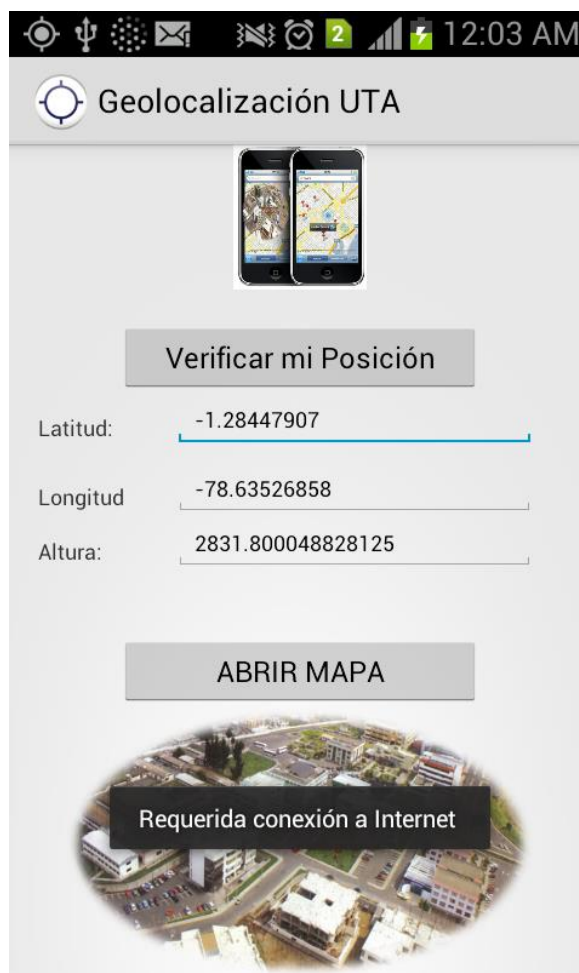 2
12:03 AM
Geolocalización UTA
Verificar mi Posición
Latitud: -1.28447907
Longitud -78.63526858
Altura: 2831.800048828125
ABRIR MAPA
Requerida conexión a Internet